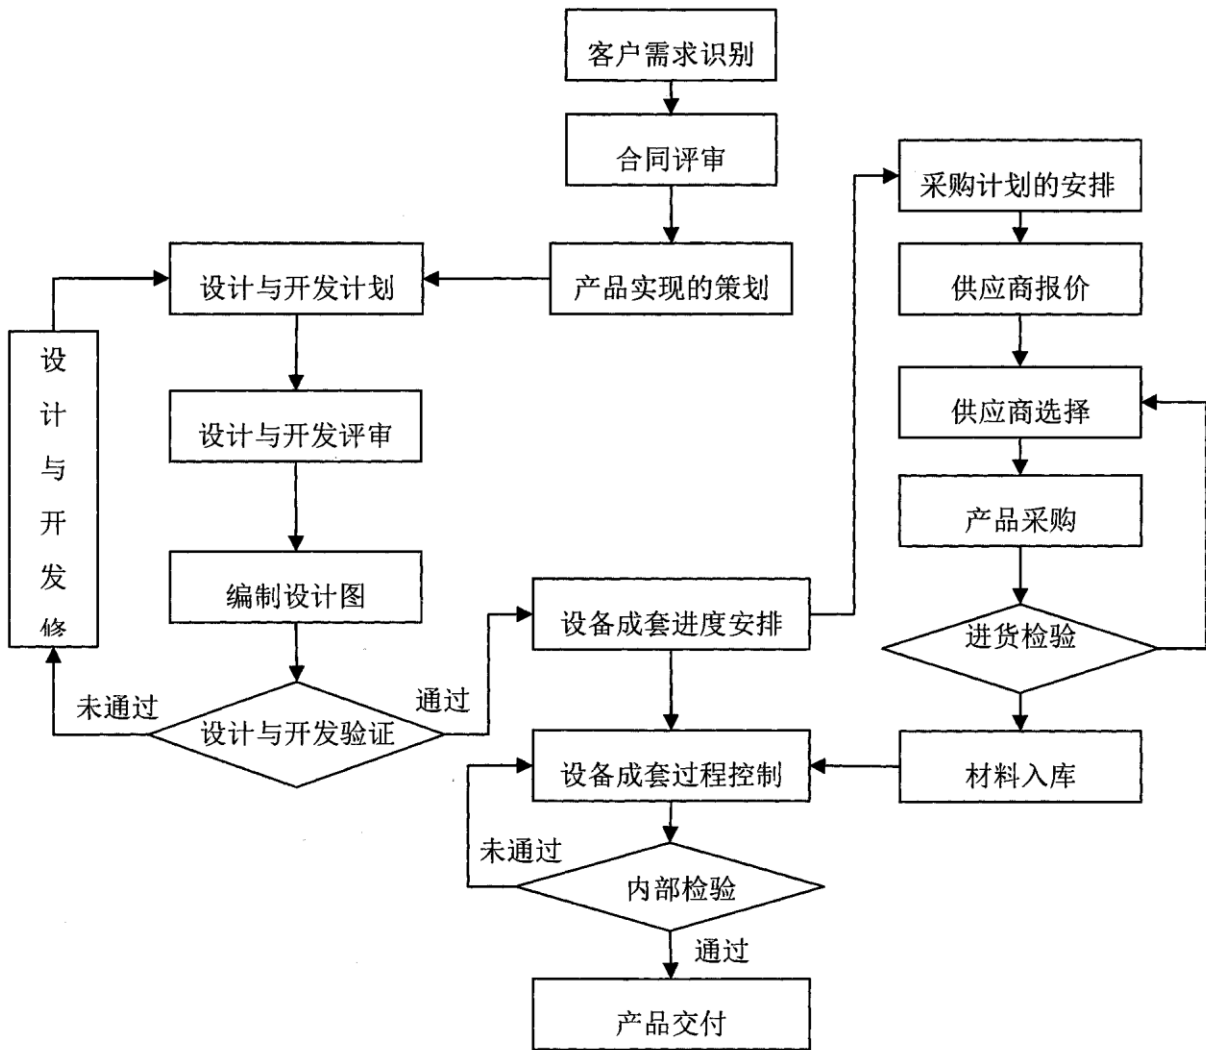 客户需求识别
合同评审
产品实现的策划
设计与开发计划
设计与开发评审
编制设计图
设计与开发验证
未通过
设
计
与
开
发
修
通过
设备成套进度安排
采购计划的安排
供应商报价
供应商选择
产品采购
进货检验
材料入库
设备成套过程控制
未通过
内部检验
通过
产品交付